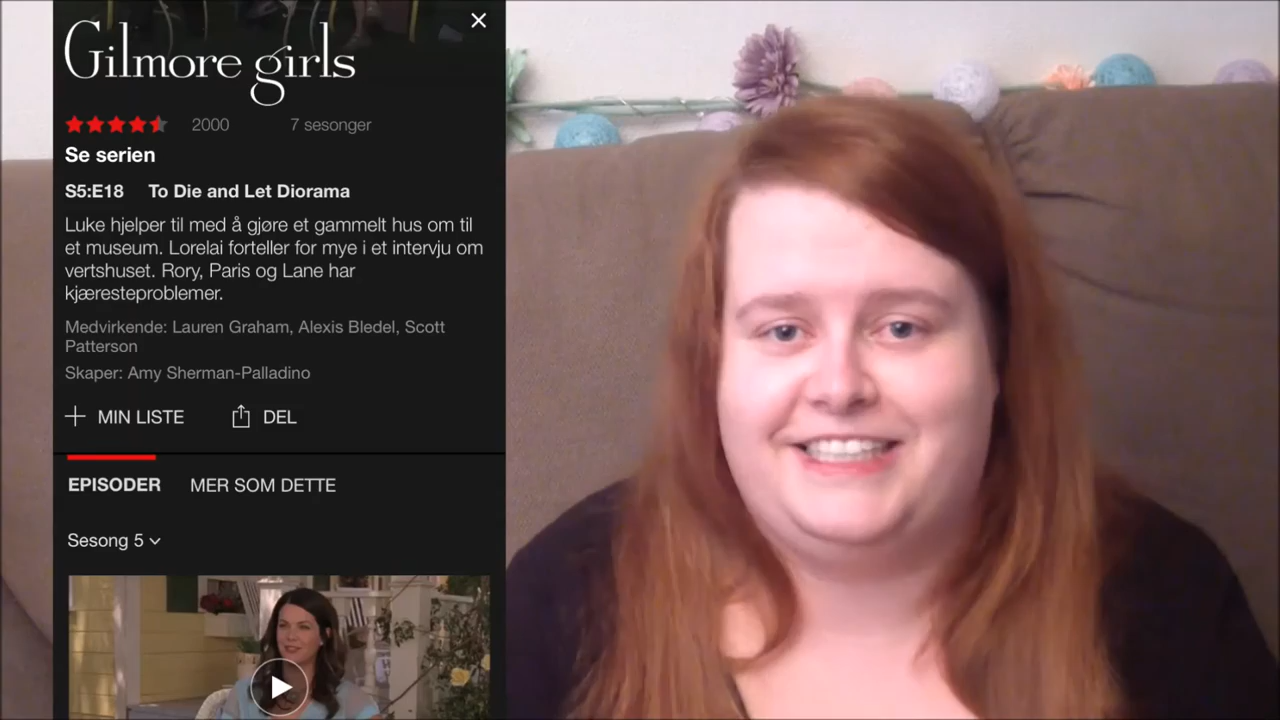 Gilmore girls
2000 7 sesonger
Se serien
S5:E18 To Die and Let Diorama
Luke hjelper til med å gjøre et gammelt hus om til
et museum. Lorelai forteller for mye i et intervju om
vertshuset. Rory, Paris og Lane har
kjæresteproblemer.
Medvirkende: Lauren Graham, Alexis Bledel, Scott
Patterson
Skaper: Amy Sherman-Palladino
MIN LISTE DEL
EPISODER MER SOM DETTE
Sesong 5